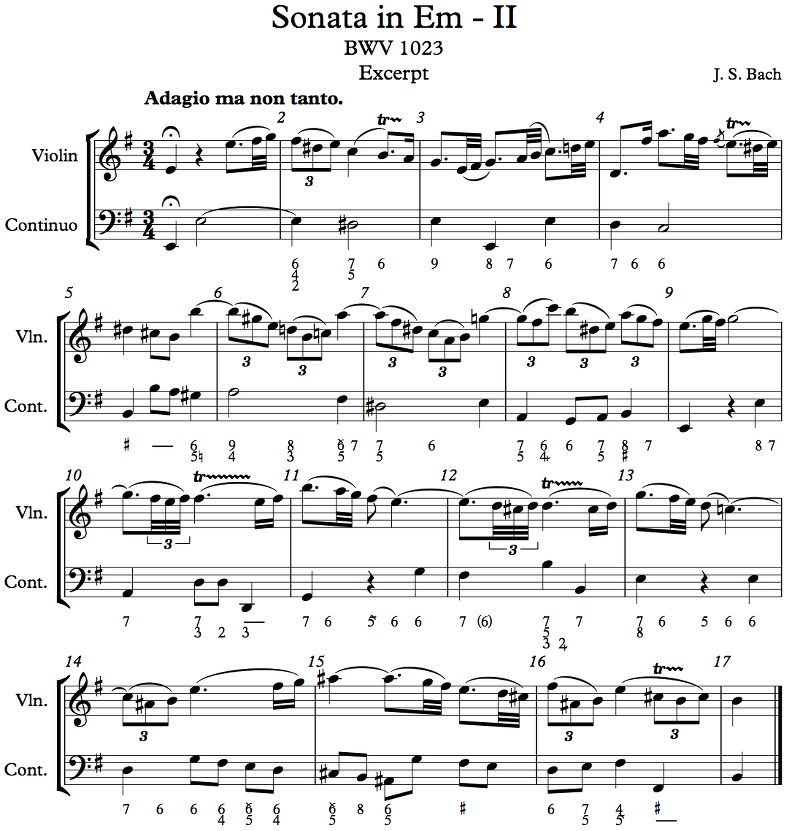 Sonata in Em - II
BWV 1023
Excerpt
J. S. Bach
Adagio ma non tanto.
2 3 4
tr tr
Violin
3
4
3
Continuo
3
4
6 7 6 9 8 7 6 7 6 6
4 5
2
5 6 7 8 9
Vln.
3 3 3 3 3 3 3
Cont.
# 6 9 8 6 7 7 6 7 6 6 7 8 7 8 7
5♮ 4 3 5 5 5 4 5 #
10 11 12 13
tr tr
Vln.
3 3
Cont.
7 7 7 6 5 6 6 7 (6) 7 7 7 6 5 6 6
3 2 3 5 8
3 2
14 15 16 17
tr
Vln.
3 3 3
Cont.
7 6 6 6 6 6 6 8 6 # 6 7 4 #
4 5 4 5 5 5